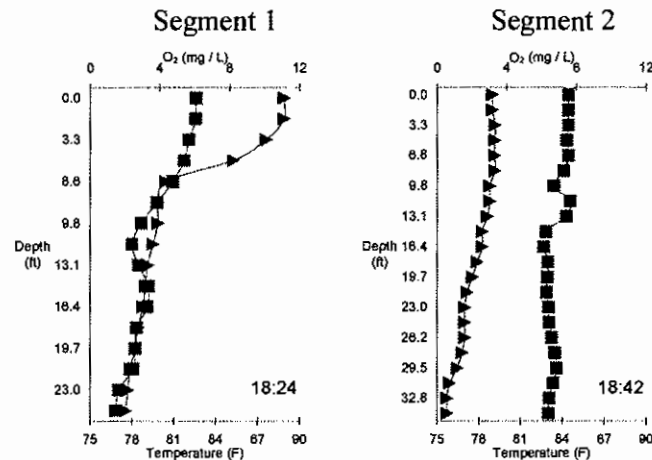 Segment 1
O₂ (mg / L)
0 4 8 12
0.0
3.3
6.6
9.8
Depth
(ft)
13.1
16.4
19.7
23.0
18:24
75 78 81 84 67 90
Temperature (F)
Segment 2
O₂ (mg / L)
0 4 8 12
0.0
3.3
6.6
9.8
13.1
Depth
(ft)
16.4
19.7
23.0
26.2
29.5
32.8
18:42
75 78 81 84 87 90
Temperature (F)